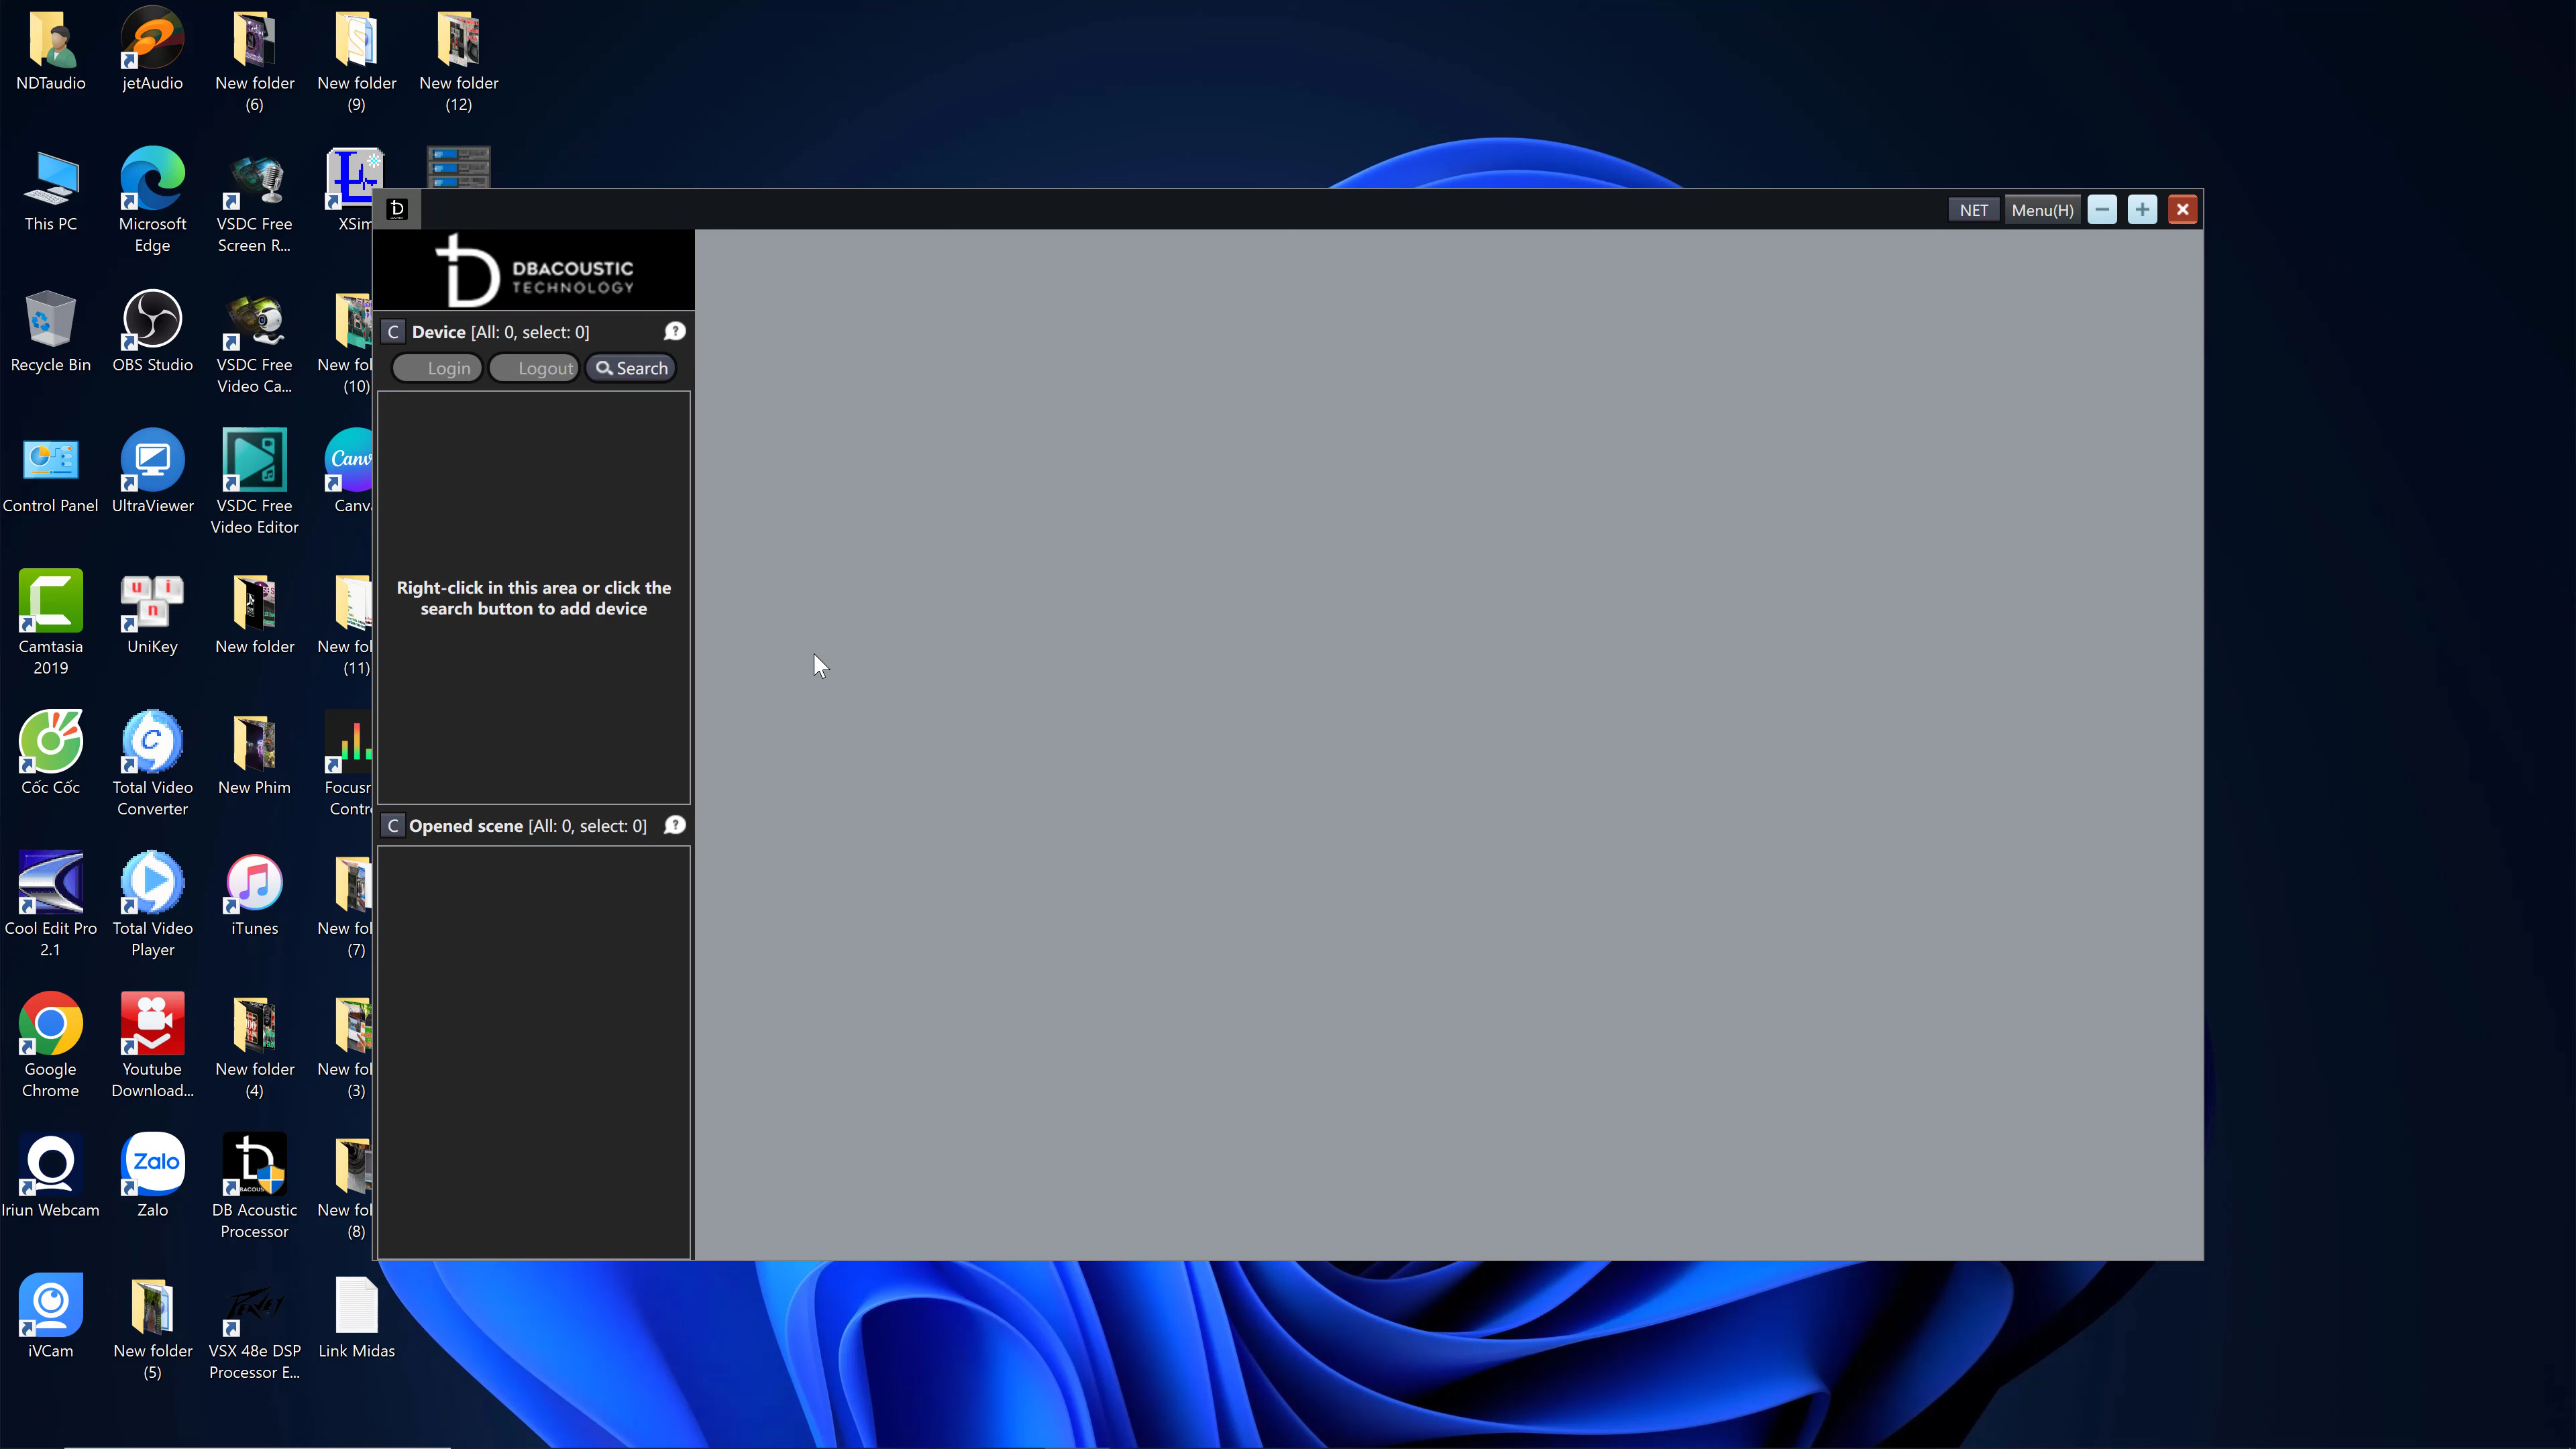 NDTaudio
jetAudio
New folder
(6)
New folder
(9)
New folder
(12)
This PC
Microsoft
Edge
VSDC Free
Screen R...
XSim
Recycle Bin
OBS Studio
VSDC Free
Video Ca...
New fol
(10)
Control Panel
UltraViewer
VSDC Free
Video Editor
Canv
Camtasia
2019
UniKey
New folder
New fol
(11)
Cốc Cốc
Total Video
Converter
New Phim
Focusr
Contr
Cool Edit Pro
2.1
Total Video
Player
iTunes
New fol
(7)
Google
Chrome
Youtube
Download...
New folder
(4)
New fol
(3)
Iriun Webcam
Zalo
Zalo
DB Acoustic
Processor
New fol
(8)
iVCam
New folder
(5)
PEAVEY
VSX 48e DSP
Processor E...
Link Midas
NET
Menu(H)
DBACOUSTIC
TECHNOLOGY
C Device [All: 0, select: 0] ?
Login Logout Search
Right-click in this area or click the
search button to add device
C Opened scene [All: 0, select: 0] ?